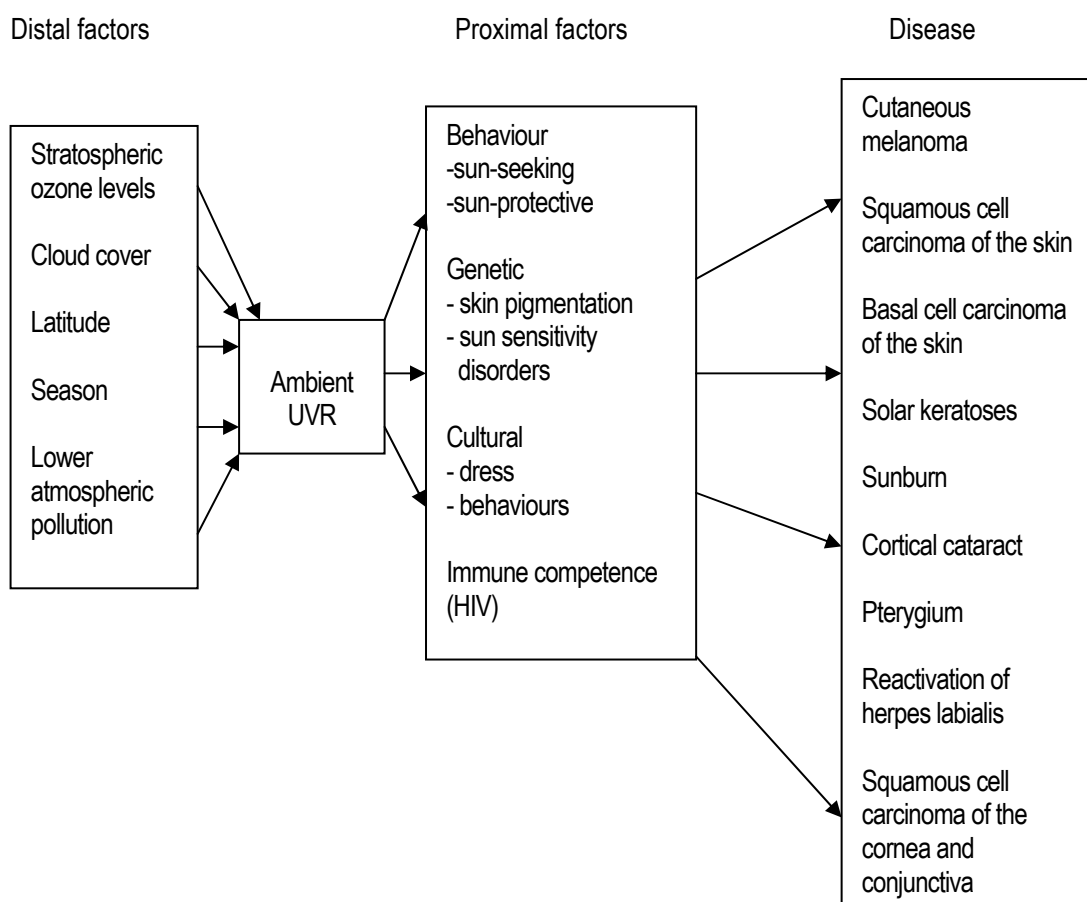 Distal factors
Proximal factors
Disease
Stratospheric
ozone levels
Cloud cover
Latitude
Season
Lower
atmospheric
pollution
Ambient
UVR
Behaviour
-sun-seeking
-sun-protective
Genetic
- skin pigmentation
- sun sensitivity
disorders
Cultural
- dress
- behaviours
Immune competence
(HIV)
Cutaneous
melanoma
Squamous cell
carcinoma of the skin
Basal cell carcinoma
of the skin
Solar keratoses
Sunburn
Cortical cataract
Pterygium
Reactivation of
herpes labialis
Squamous cell
carcinoma of the
cornea and
conjunctiva